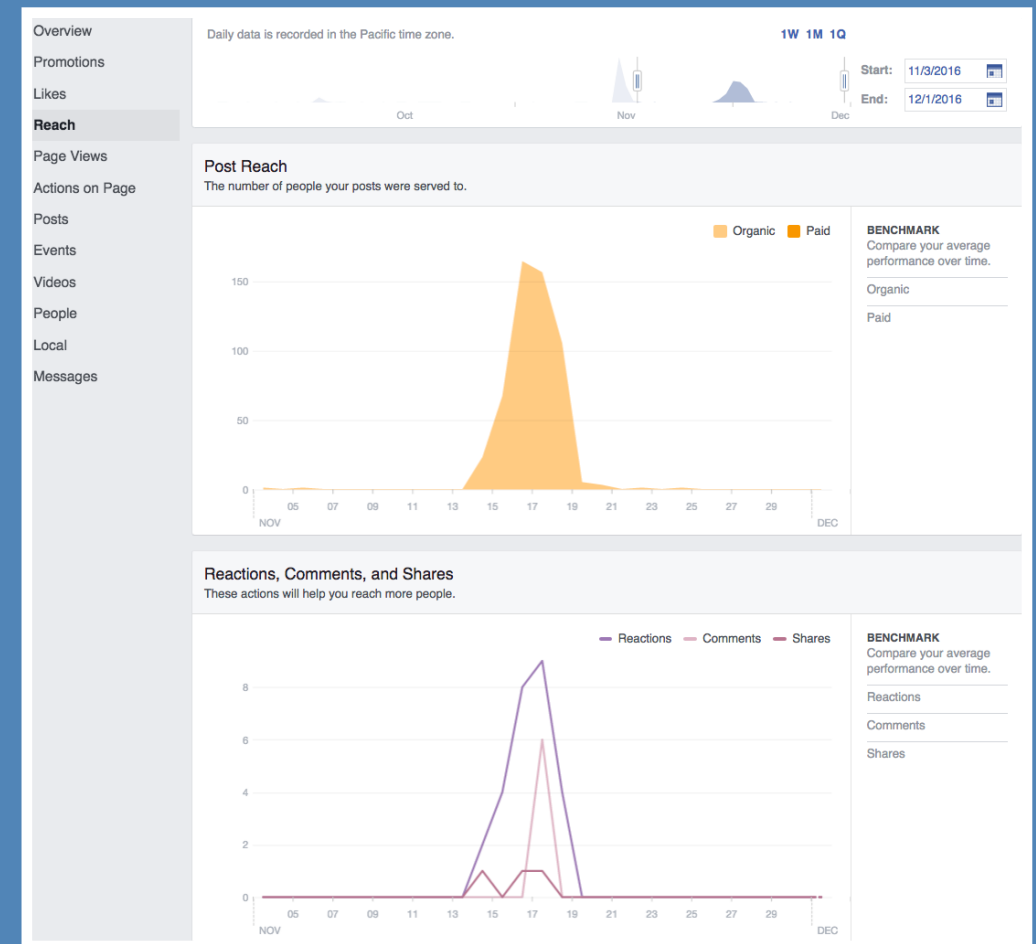 Overview
Promotions
Likes
Reach
Page Views
Actions on Page
Posts
Events
Videos
People
Local
Messages
Daily data is recorded in the Pacific time zone.
1W 1M 1Q
Oct Nov Dec
Start: 11/3/2016
End: 12/1/2016
Post Reach
The number of people your posts were served to.
Organic Paid
150
100
50
0
05 07 09 11 13 15 17 19 21 23 25 27 29
NOV DEC
BENCHMARK
Compare your average
performance over time.
Organic
Paid
Reactions, Comments, and Shares
These actions will help you reach more people.
Reactions Comments Shares
8
6
4
2
0
05 07 09 11 13 15 17 19 21 23 25 27 29
NOV DEC
BENCHMARK
Compare your average
performance over time.
Reactions
Comments
Shares